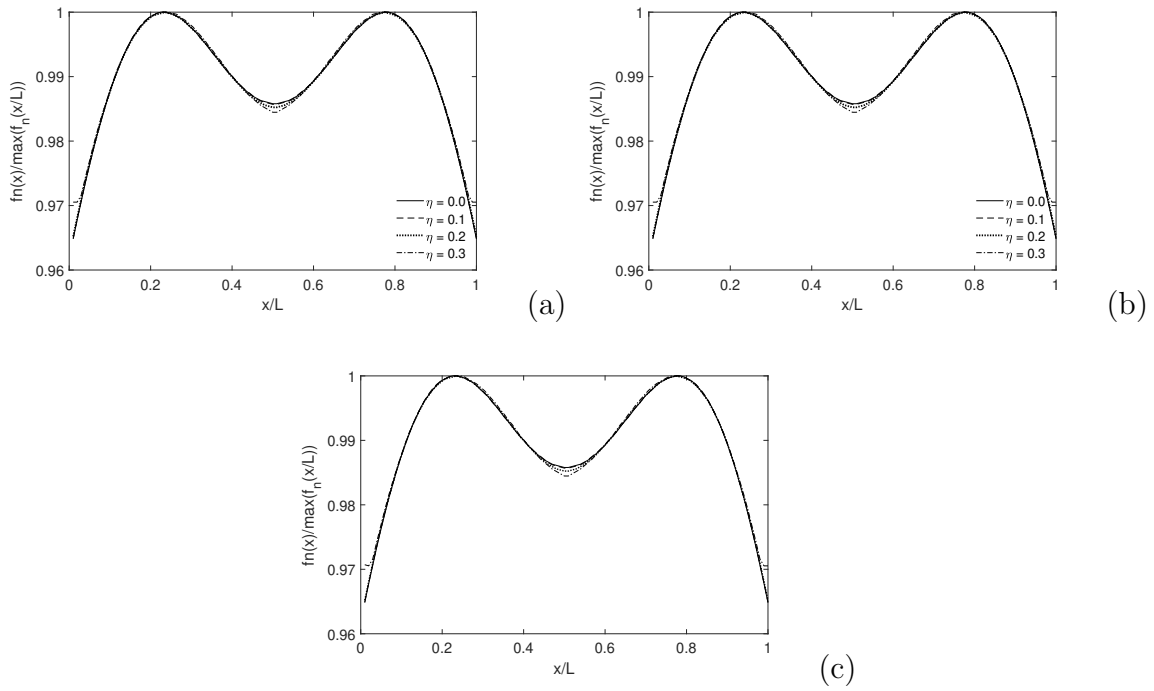 1
0.99
0.98
0.97
0.96
fn(x)/max(f_n(x/L))
η = 0.0
η = 0.1
η = 0.2
η = 0.3
0 0.2 0.4 0.6 0.8 1
x/L
(a)
1
0.99
0.98
0.97
0.96
fn(x)/max(f_n(x/L))
η = 0.0
η = 0.1
η = 0.2
η = 0.3
0 0.2 0.4 0.6 0.8 1
x/L
(b)
1
0.99
0.98
0.97
0.96
fn(x)/max(f_n(x/L))
0 0.2 0.4 0.6 0.8 1
x/L
(c)